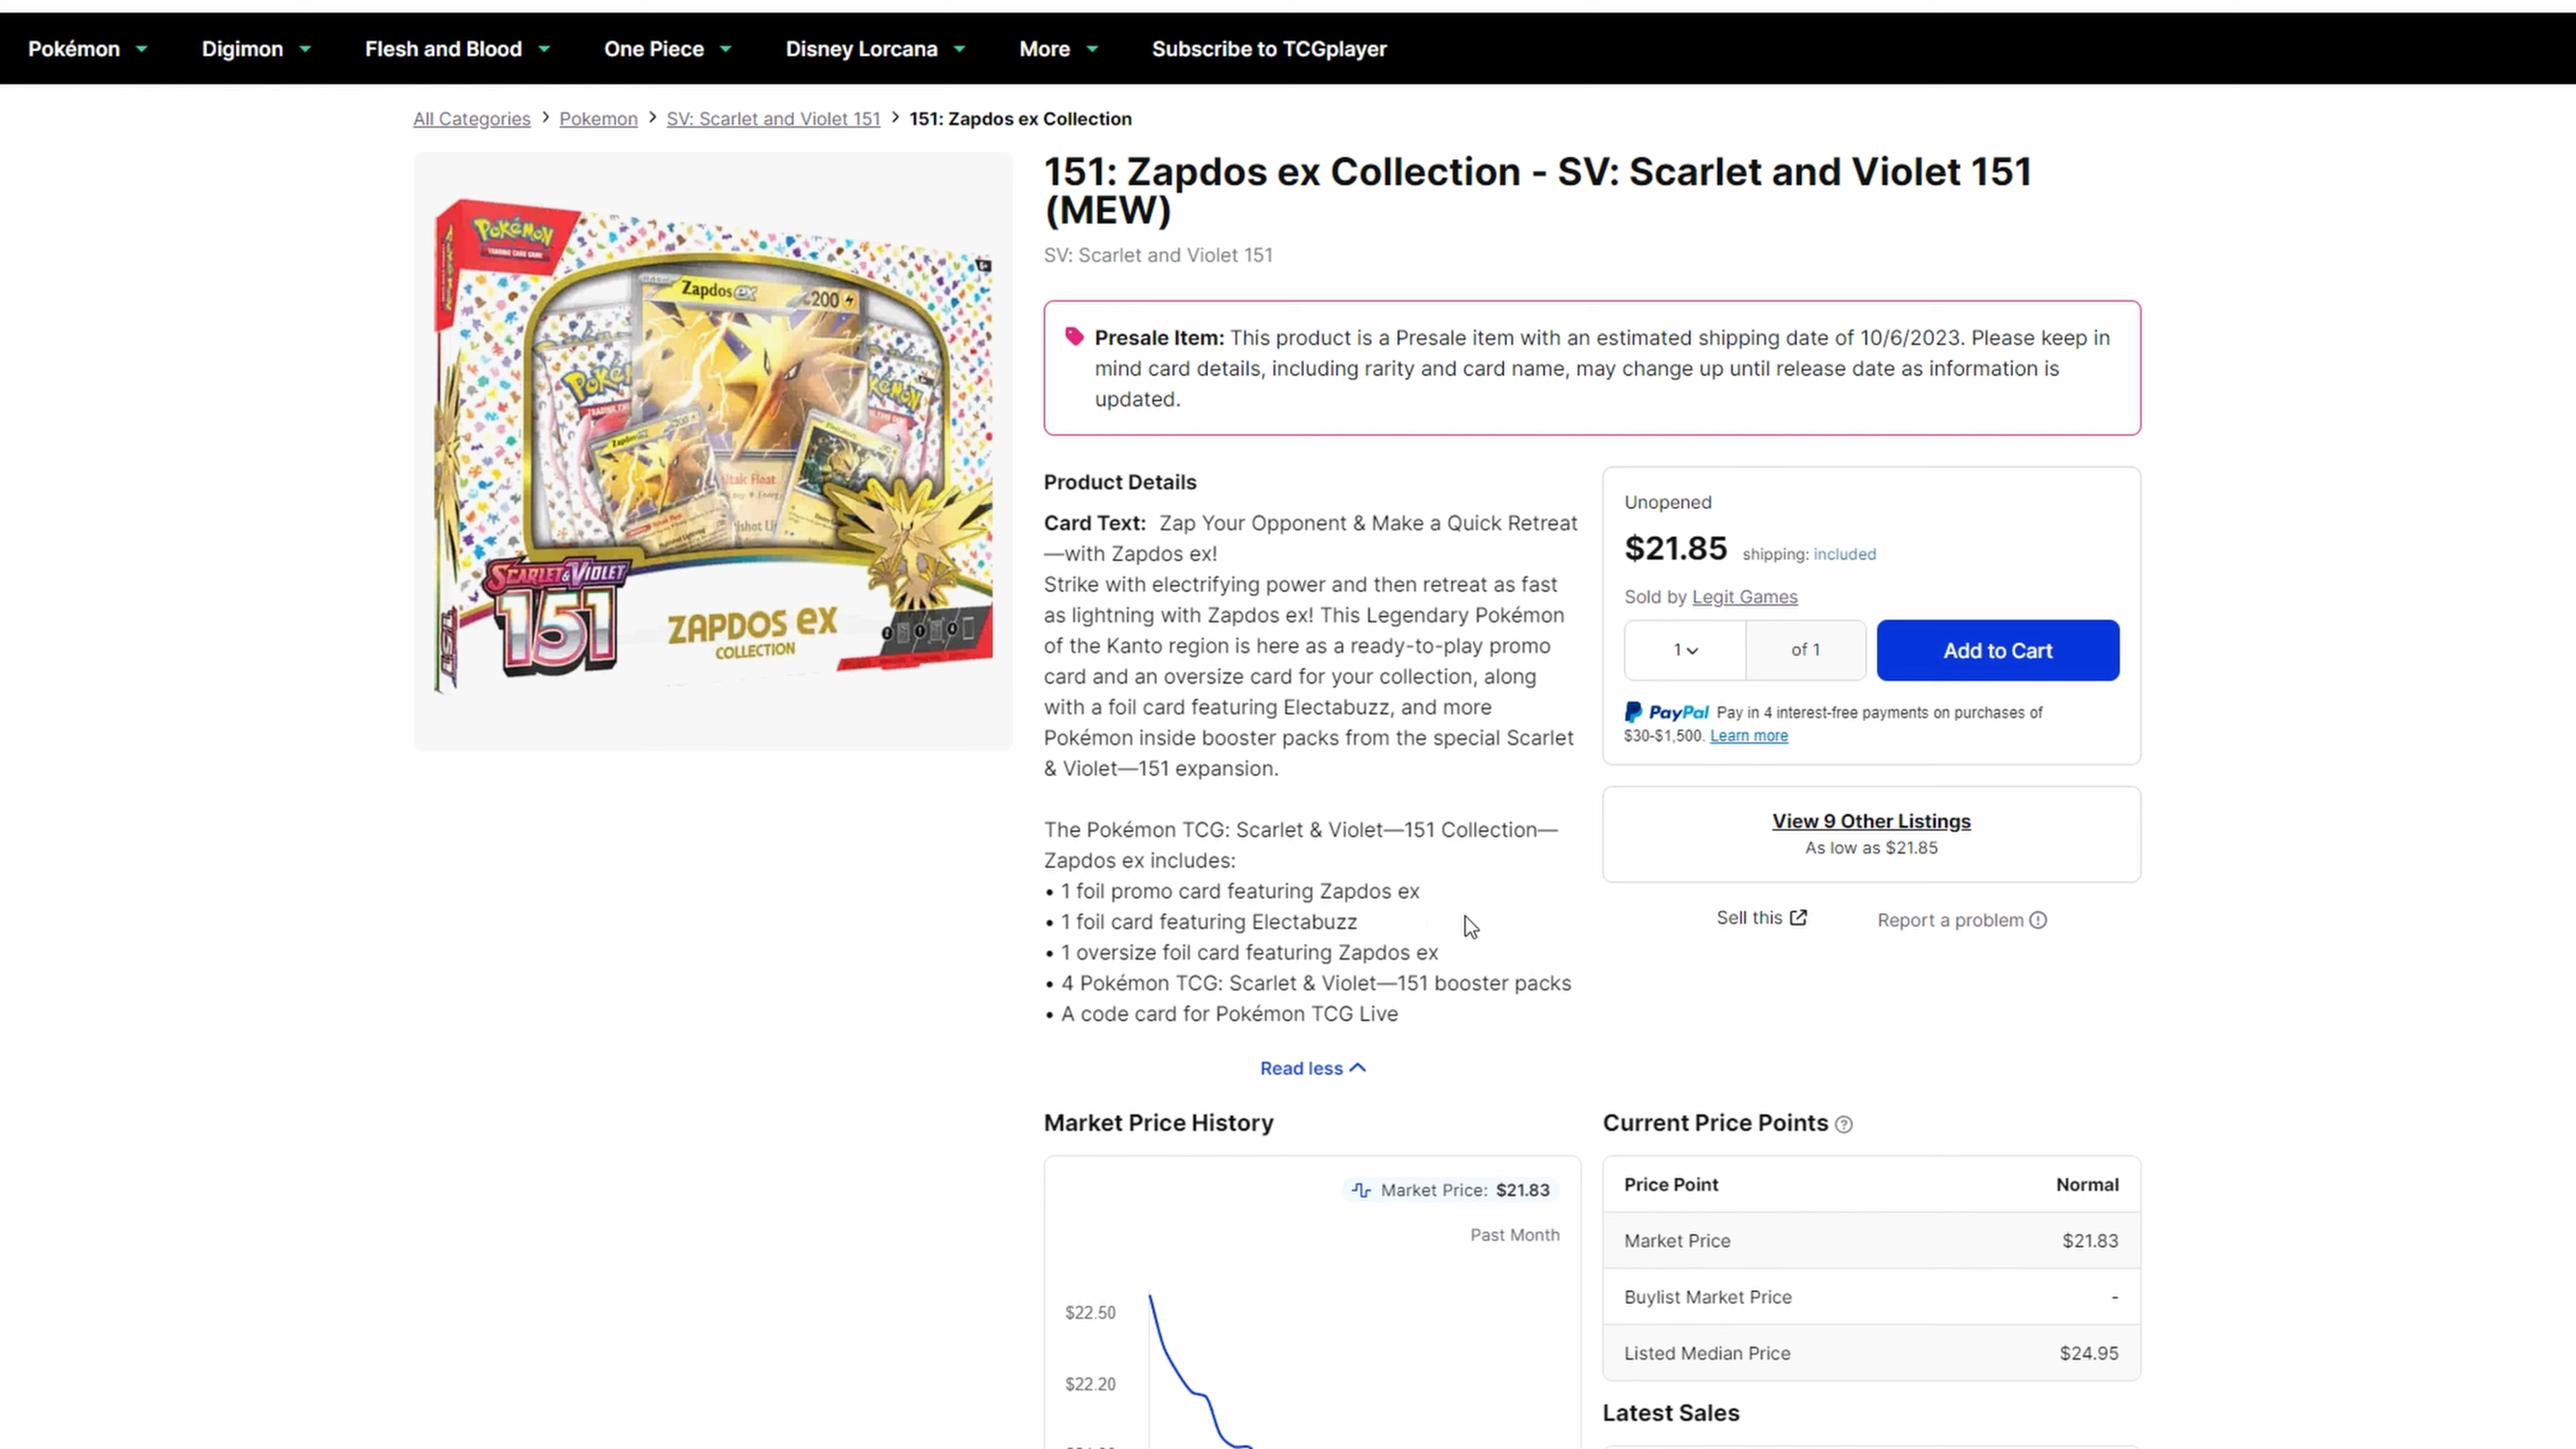 Pokémon
Digimon
Flesh and Blood
One Piece
Disney Lorcana
More
Subscribe to TCGplayer
All Categories > Pokemon > SV: Scarlet and Violet 151 > 151: Zapdos ex Collection
POKéMON
TRADING CARD GAME
Zapdos ex 200
Zapdos ex
SCARLET & VIOLET
151
ZAPDOS ex
COLLECTION
151: Zapdos ex Collection - SV: Scarlet and Violet 151
(MEW)
SV: Scarlet and Violet 151
Presale Item: This product is a Presale item with an estimated shipping date of 10/6/2023. Please keep in
mind card details, including rarity and card name, may change up until release date as information is
updated.
Product Details
Card Text: Zap Your Opponent & Make a Quick Retreat
—with Zapdos ex!
Strike with electrifying power and then retreat as fast
as lightning with Zapdos ex! This Legendary Pokémon
of the Kanto region is here as a ready-to-play promo
card and an oversize card for your collection, along
with a foil card featuring Electabuzz, and more
Pokémon inside booster packs from the special Scarlet
& Violet—151 expansion.
The Pokémon TCG: Scarlet & Violet—151 Collection—
Zapdos ex includes:
• 1 foil promo card featuring Zapdos ex
• 1 foil card featuring Electabuzz
• 1 oversize foil card featuring Zapdos ex
• 4 Pokémon TCG: Scarlet & Violet—151 booster packs
• A code card for Pokémon TCG Live
Read less
Unopened
$21.85 shipping: included
Sold by Legit Games
1 of 1
Add to Cart
PayPal Pay in 4 interest-free payments on purchases of
$30-$1,500. Learn more
View 9 Other Listings
As low as $21.85
Sell this
Report a problem
Market Price History
Market Price: $21.83
Past Month
$22.50
$22.20
Current Price Points
Price Point Normal
Market Price $21.83
Buylist Market Price -
Listed Median Price $24.95
Latest Sales